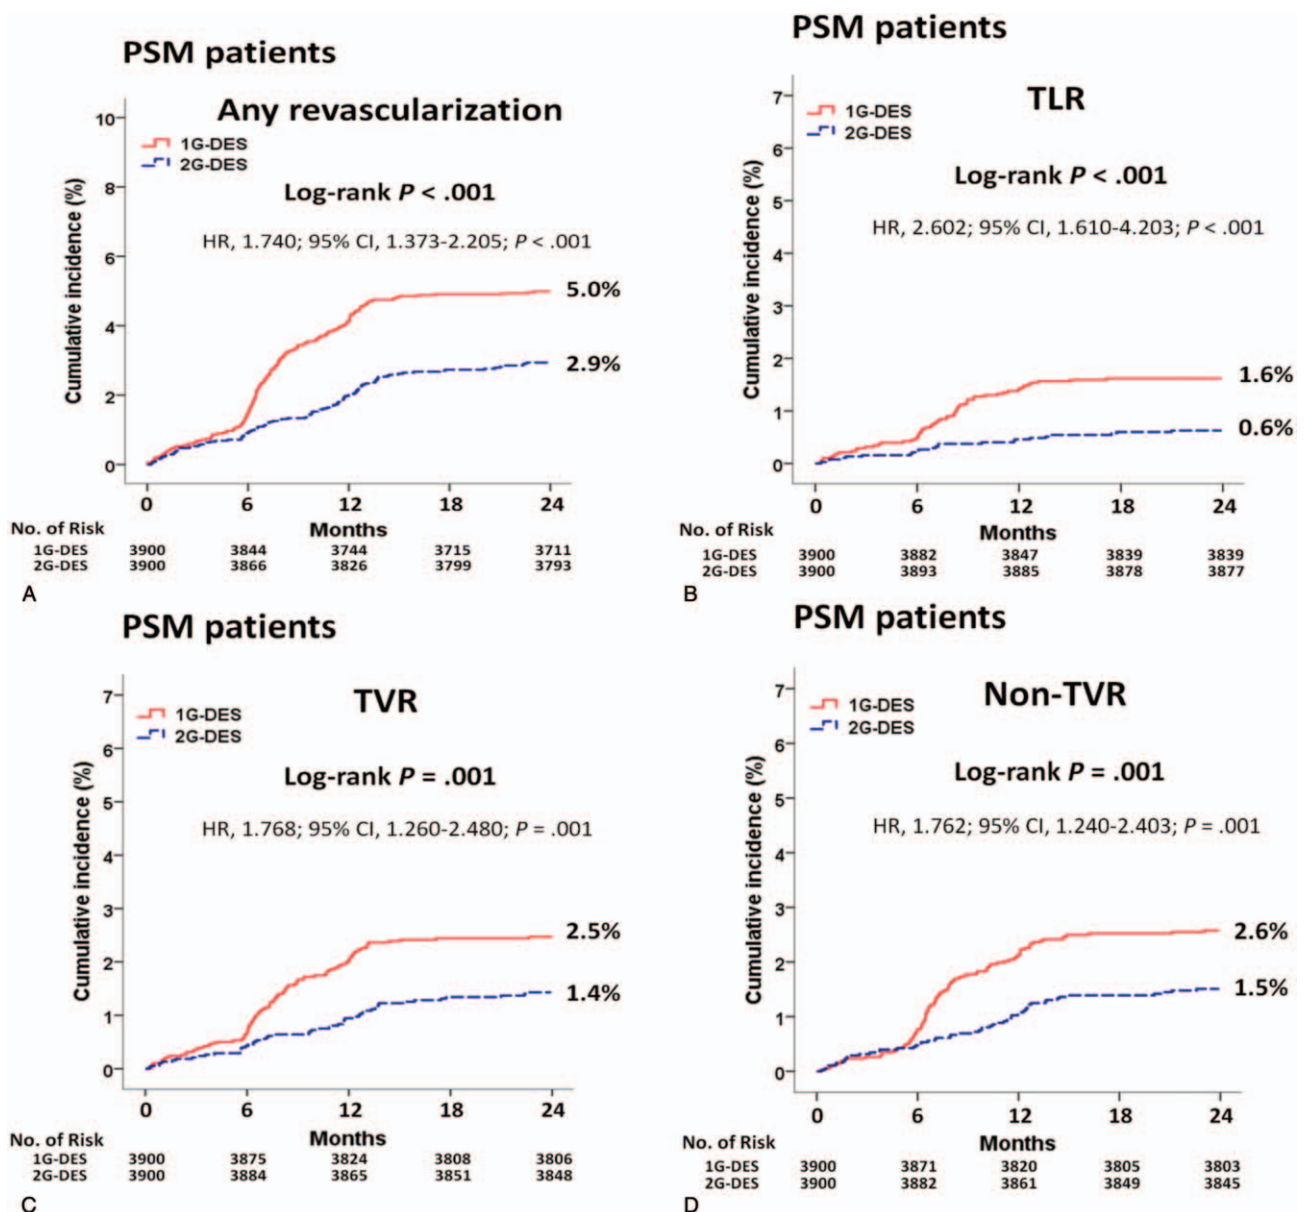 PSM patients
Any revascularization
10
8
6
4
2
0
Cumulative incidence (%)
1G-DES
2G-DES
Log-rank P < .001
HR, 1.740; 95% CI, 1.373-2.205; P < .001
5.0%
2.9%
0 6 12 18 24
Months
No. of Risk
1G-DES 3900 3844 3744 3715 3711
2G-DES 3900 3866 3826 3799 3793
A
PSM patients
TLR
7
6
5
4
3
2
1
0
Cumulative incidence (%)
1G-DES
2G-DES
Log-rank P < .001
HR, 2.602; 95% CI, 1.610-4.203; P < .001
1.6%
0.6%
0 6 12 18 24
Months
No. of Risk
1G-DES 3900 3882 3847 3839 3839
2G-DES 3900 3893 3885 3878 3877
B
PSM patients
TVR
7
6
5
4
3
2
1
0
Cumulative incidence (%)
1G-DES
2G-DES
Log-rank P = .001
HR, 1.768; 95% CI, 1.260-2.480; P = .001
2.5%
1.4%
0 6 12 18 24
Months
No. of Risk
1G-DES 3900 3875 3824 3808 3806
2G-DES 3900 3884 3865 3851 3848
C
PSM patients
Non-TVR
7
6
5
4
3
2
1
0
Cumulative incidence (%)
1G-DES
2G-DES
Log-rank P = .001
HR, 1.762; 95% CI, 1.240-2.403; P = .001
2.6%
1.5%
0 6 12 18 24
Months
No. of Risk
1G-DES 3900 3871 3820 3805 3803
2G-DES 3900 3882 3861 3849 3845
D